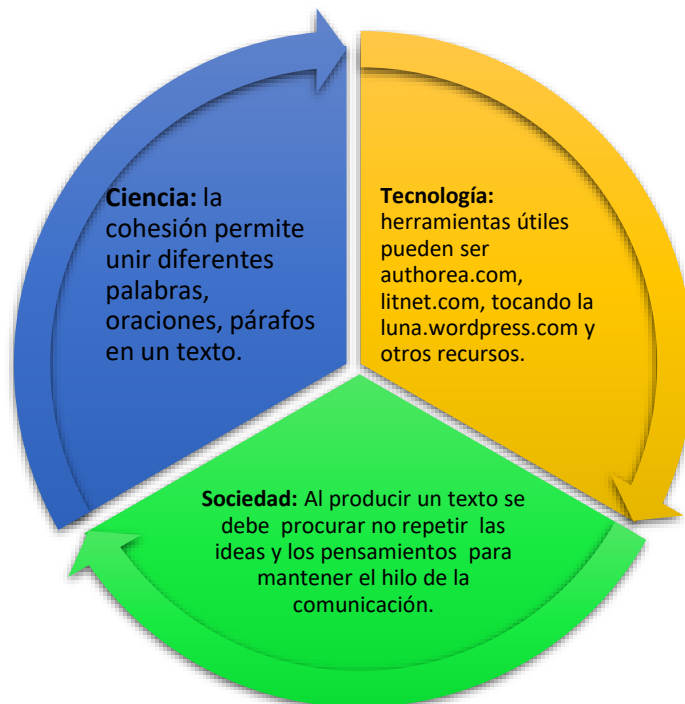 Ciencia: la
cohesión permite
unir diferentes
palabras,
oraciones, párafos
en un texto.
Tecnología:
herramientas útiles
pueden ser
authorea.com,
litnet.com, tocando la
luna.wordpress.com y
otros recursos.
Sociedad: Al producir un texto se
debe procurar no repetir las
ideas y los pensamientos para
mantener el hilo de la
comunicación.